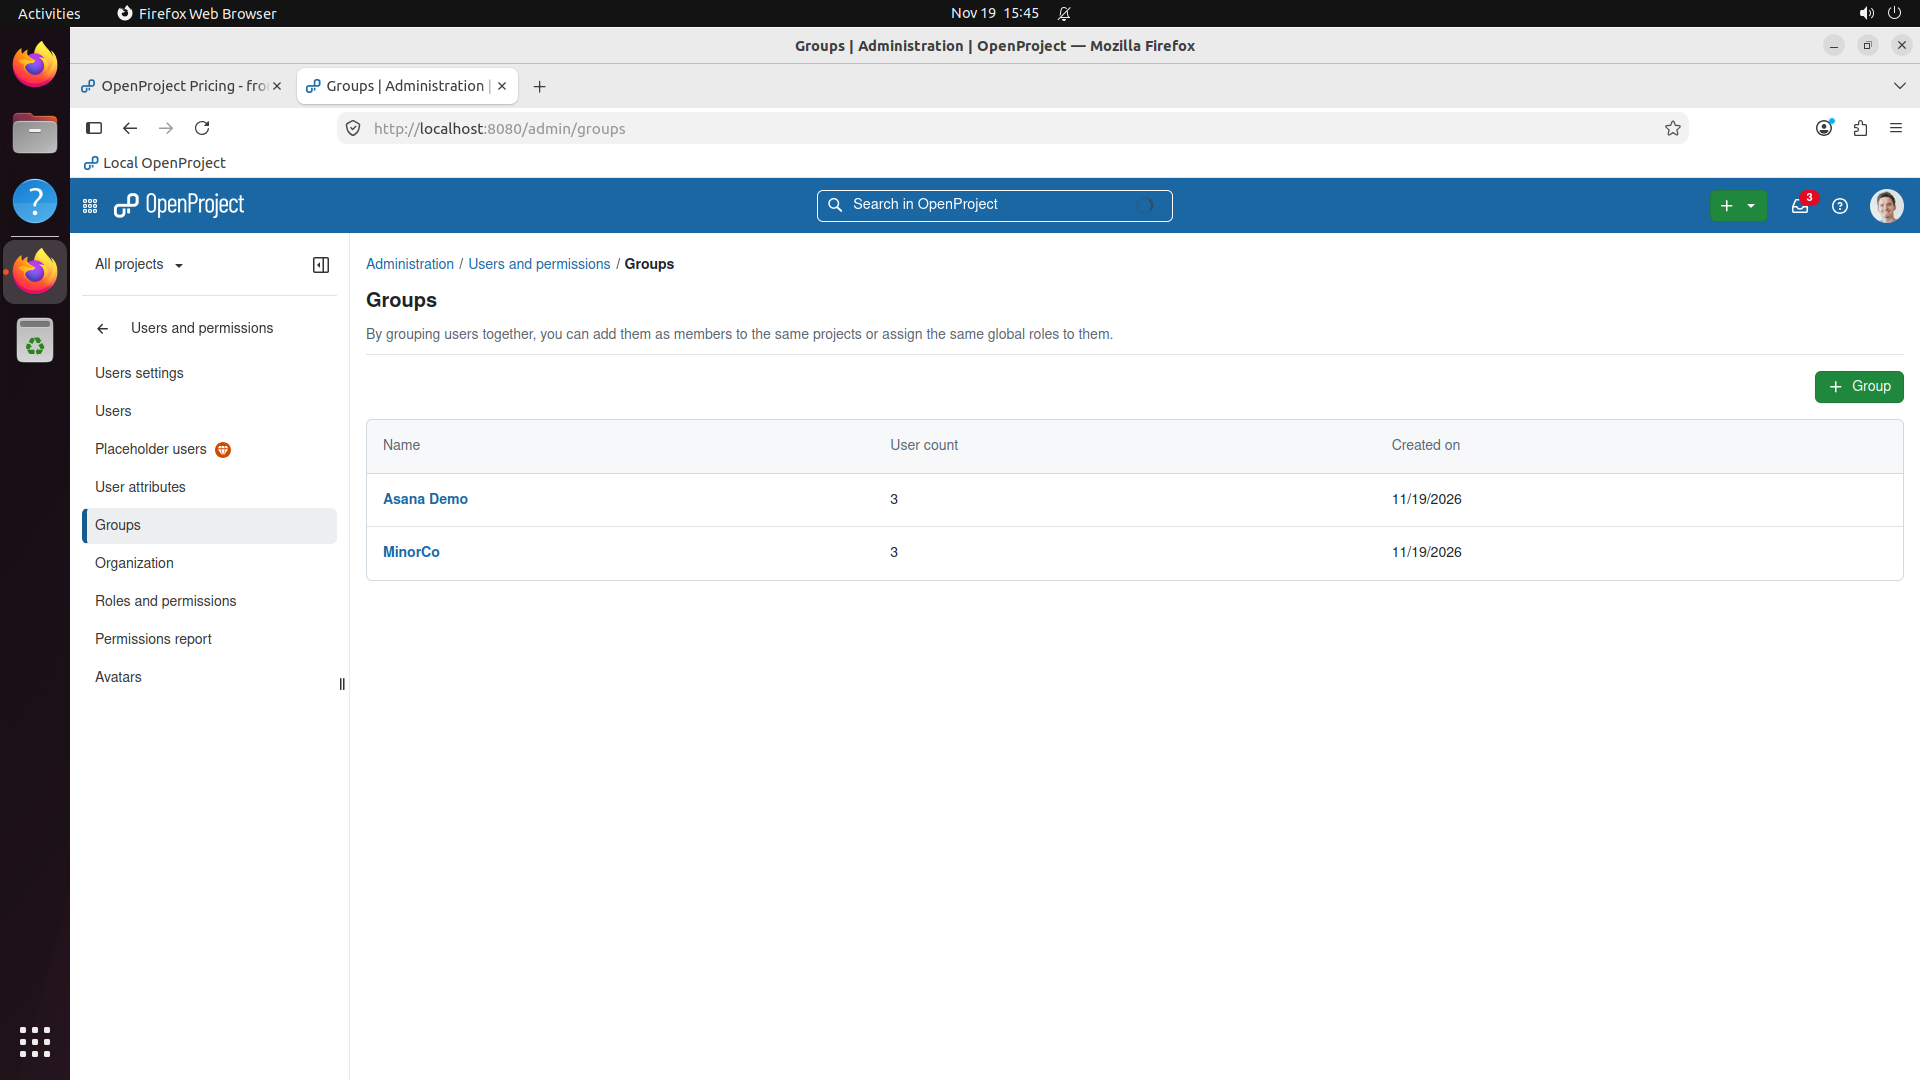 Activities
Firefox Web Browser
Nov 19 15:45
Groups | Administration | OpenProject — Mozilla Firefox
OpenProject Pricing - fro
Groups | Administration |
http://localhost:8080/admin/groups
Local OpenProject
OpenProject
Search in OpenProject
3
All projects
Administration / Users and permissions / Groups
Users and permissions
Users settings
Users
Placeholder users
User attributes
Groups
Organization
Roles and permissions
Permissions report
Avatars
Groups
By grouping users together, you can add them as members to the same projects or assign the same global roles to them.
Group
Name User count Created on
Asana Demo 3 11/19/2026
MinorCo 3 11/19/2026